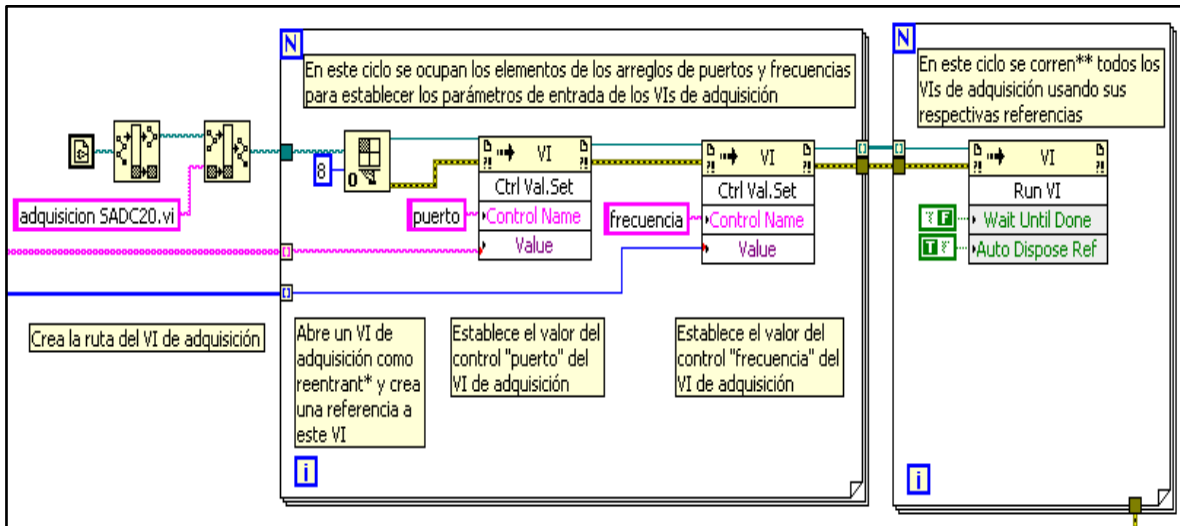 N
En este ciclo se ocupan los elementos de los arreglos de puertos y frecuencias
para establecer los parámetros de entrada de los VIs de adquisición
N
En este ciclo se corren** todos los
VIs de adquisición usando sus
respectivas referencias
8
0
VI
Ctrl Val.Set
Control Name
Value
puerto
VI
Ctrl Val.Set
Control Name
Value
frecuencia
VI
Run VI
Wait Until Done
Auto Dispose Ref
F
T
adquisicion SADC20.vi
Crea la ruta del VI de adquisición
Abre un VI de
adquisición como
reentrant* y crea
una referencia a
este VI
Establece el valor del
control "puerto" del
VI de adquisición
Establece el valor del
control "frecuencia" del
VI de adquisición
i
i